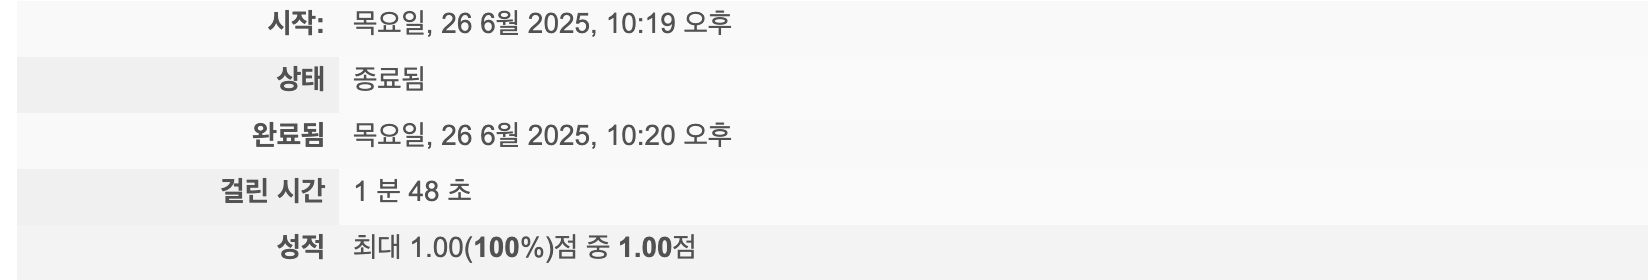 시작: 목요일, 26 6월 2025, 10:19 오후
상태 종료됨
완료됨 목요일, 26 6월 2025, 10:20 오후
걸린 시간 1 분 48 초
성적 최대 1.00(100%)점 중 1.00점